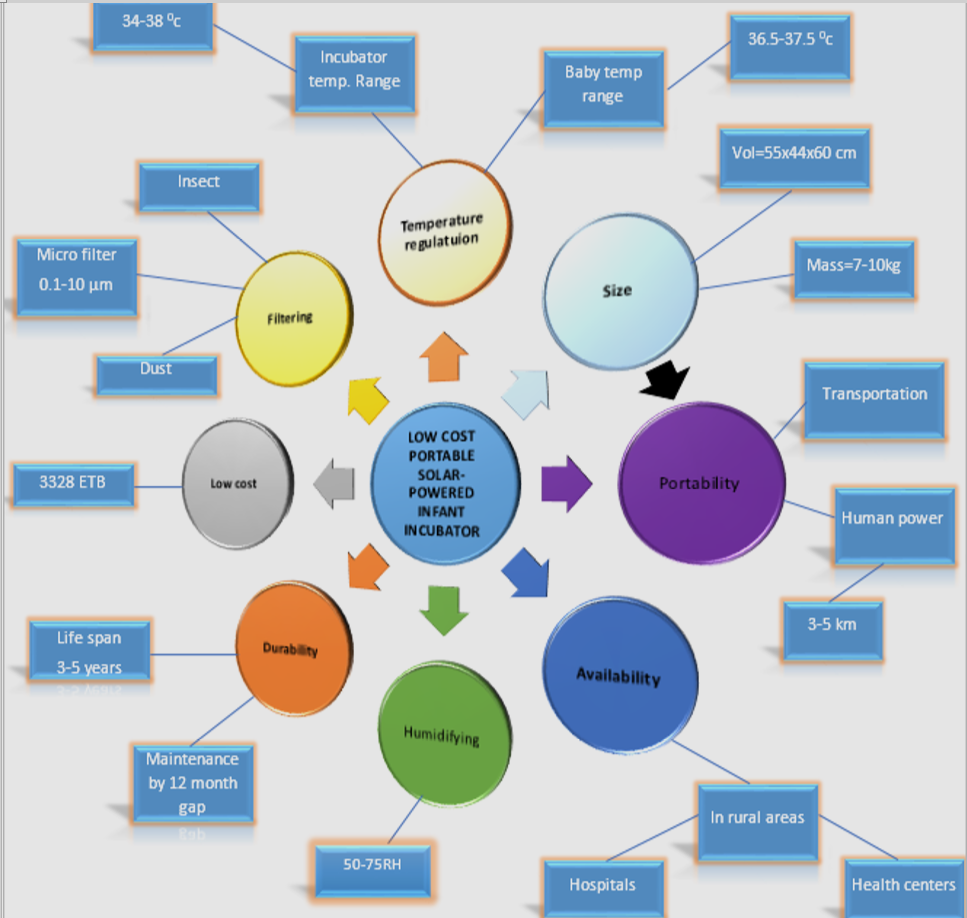 34-38 ⁰c
Incubator
temp. Range
Baby temp
range
36.5-37.5 ⁰c
Temperature
regulatuion
Vol=55x44x60 cm
Mass=7-10kg
Size
Insect
Micro filter
0.1-10 µm
Dust
Filtering
LOW COST
PORTABLE
SOLAR-
POWERED
INFANT
INCUBATOR
Portability
Transportation
Human power
3-5 km
Low cost
3328 ETB
Durability
Life span
3-5 years
Maintenance
by 12 month
gap
Humidifying
50-75RH
Availability
In rural areas
Hospitals
Health centers